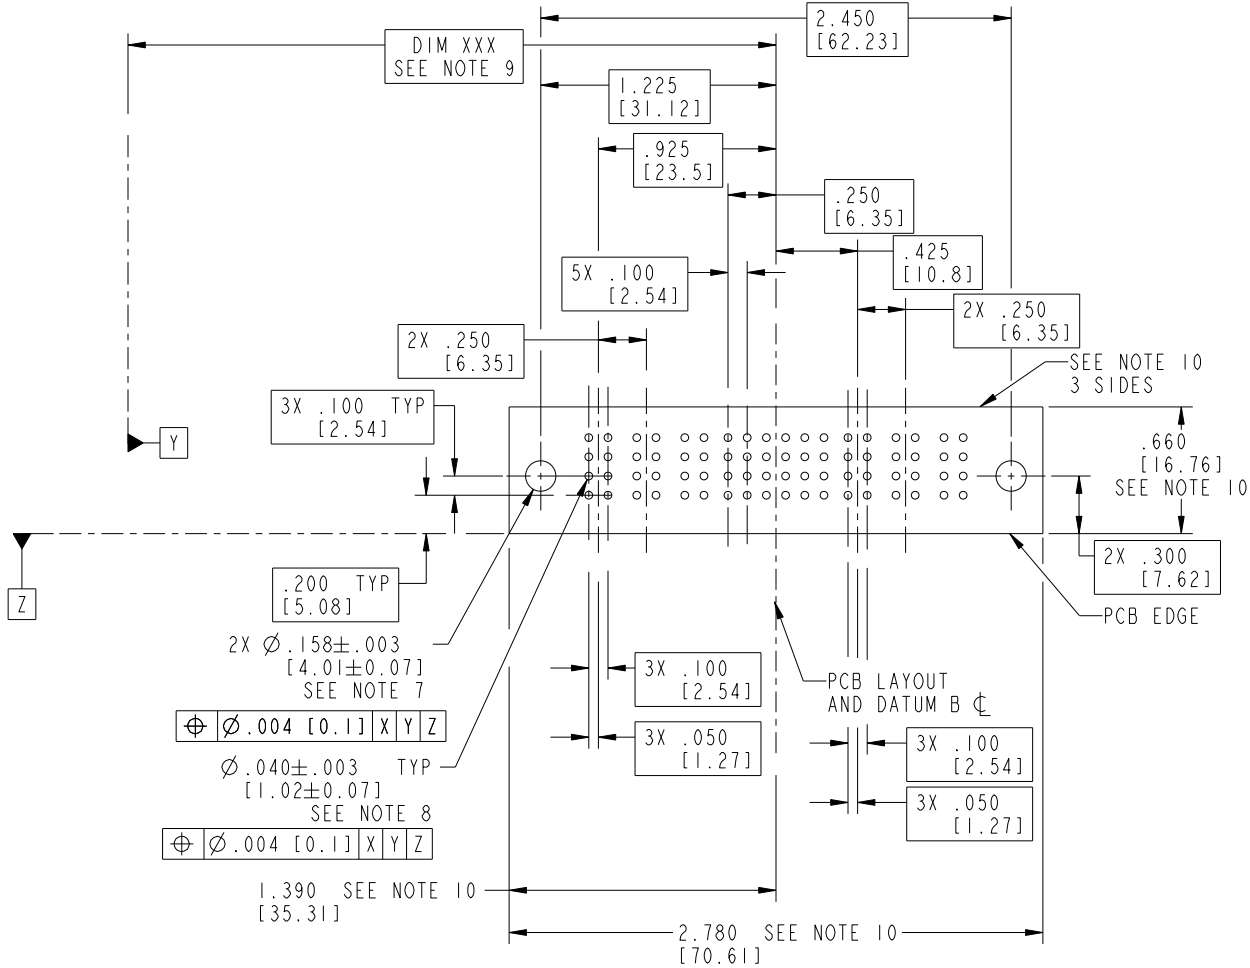 2.450
[62.23]
DIM XXX
SEE NOTE 9
1.225
[31.12]
.925
[23.5]
.250
[6.35]
.425
[10.8]
5X .100
[2.54]
2X .250
[6.35]
2X .250
[6.35]
SEE NOTE 10
3 SIDES
3X .100 TYP
[2.54]
Y
.660
[16.76]
SEE NOTE 10
2X .300
[7.62]
Z
.200 TYP
[5.08]
PCB EDGE
2X Ø.158±.003
[4.01±0.07]
SEE NOTE 7
⌖ Ø.004 [0.1] X Y Z
3X .100
[2.54]
PCB LAYOUT
AND DATUM B ℄
3X .050
[1.27]
3X .100
[2.54]
Ø.040±.003 TYP
[1.02±0.07]
SEE NOTE 8
⌖ Ø.004 [0.1] X Y Z
3X .050
[1.27]
1.390 SEE NOTE 10
[35.31]
2.780 SEE NOTE 10
[70.61]